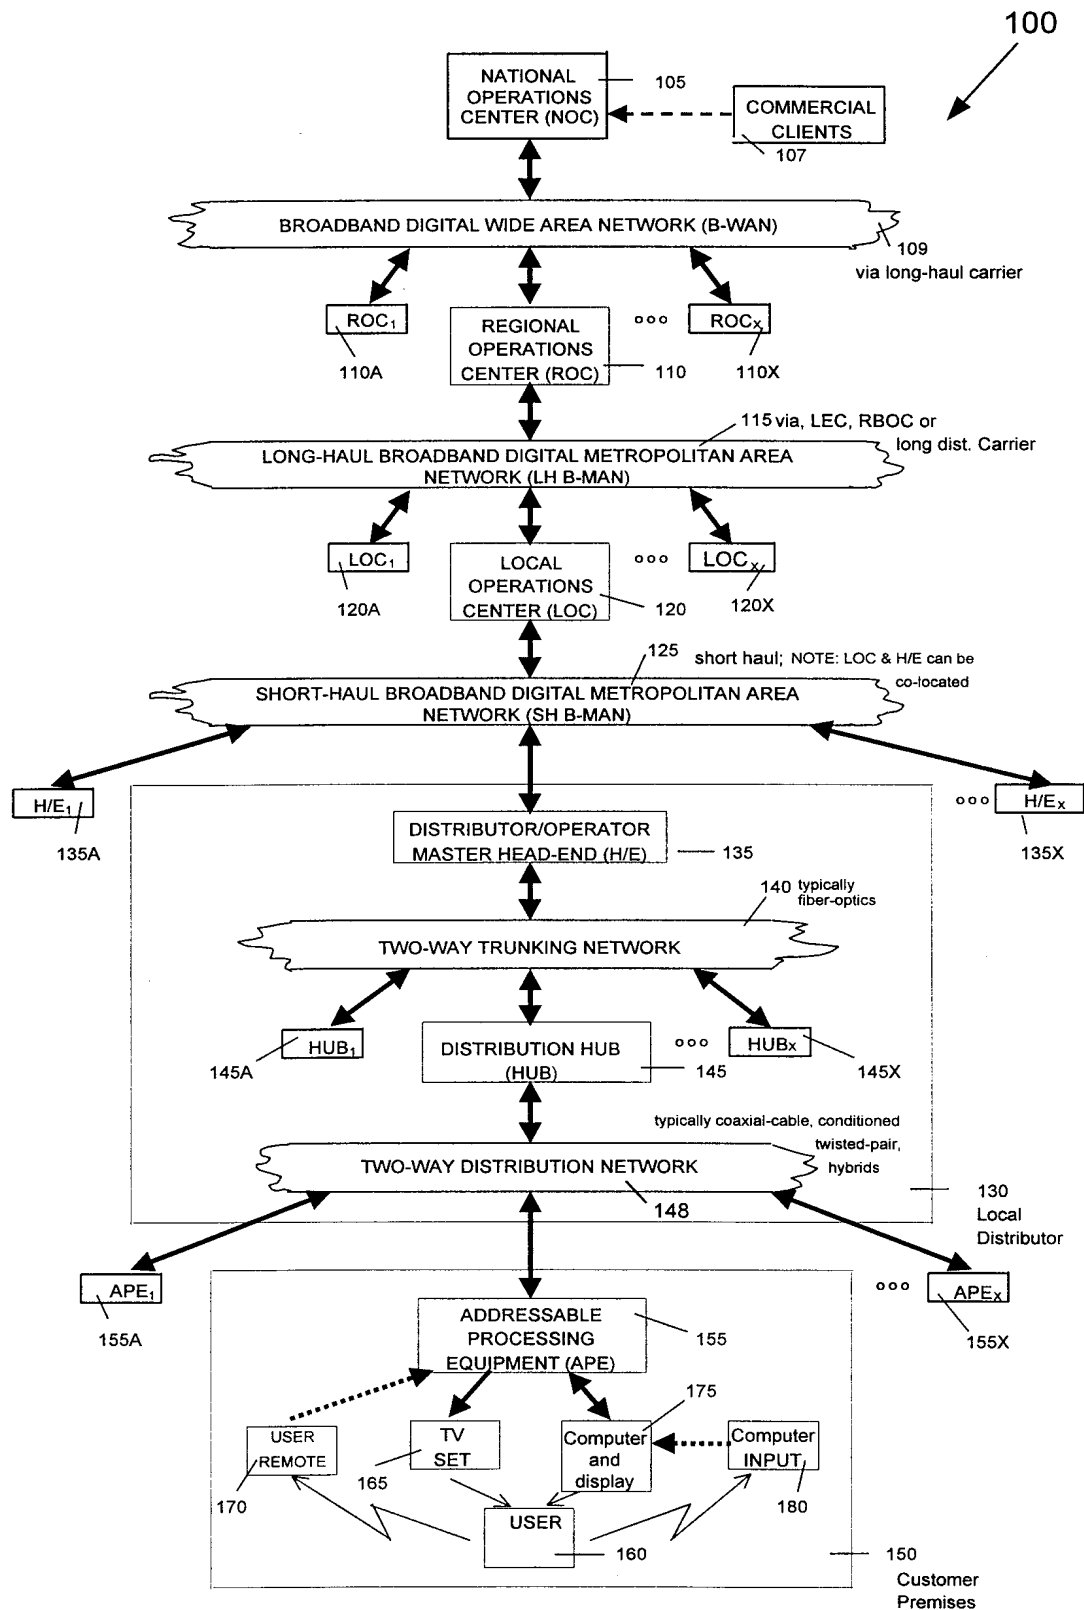 100
NATIONAL
OPERATIONS
CENTER (NOC)
105
COMMERCIAL
CLIENTS
107
BROADBAND DIGITAL WIDE AREA NETWORK (B-WAN)
109
via long-haul carrier
ROC1
REGIONAL
OPERATIONS
CENTER (ROC)
ooo
ROCX
110A
110
110X
115 via, LEC, RBOC or
long dist. Carrier
LONG-HAUL BROADBAND DIGITAL METROPOLITAN AREA
NETWORK (LH B-MAN)
LOC1
LOCAL
OPERATIONS
CENTER (LOC)
ooo
LOCX
120A
120
120X
125
short haul; NOTE: LOC & H/E can be
co-located
SHORT-HAUL BROADBAND DIGITAL METROPOLITAN AREA
NETWORK (SH B-MAN)
H/E1
ooo
H/EX
135A
DISTRIBUTOR/OPERATOR
MASTER HEAD-END (H/E)
135
135X
140 typically
fiber-optics
TWO-WAY TRUNKING NETWORK
HUB1
DISTRIBUTION HUB
(HUB)
ooo
HUBX
145A
145
145X
typically coaxial-cable, conditioned
twisted-pair,
hybrids
TWO-WAY DISTRIBUTION NETWORK
148
130
Local
Distributor
APE1
ooo
APEX
155A
ADDRESSABLE
PROCESSING
EQUIPMENT (APE)
155
155X
175
USER
REMOTE
TV
SET
Computer
and
display
Computer
INPUT
170
165
180
USER
160
150
Customer
Premises